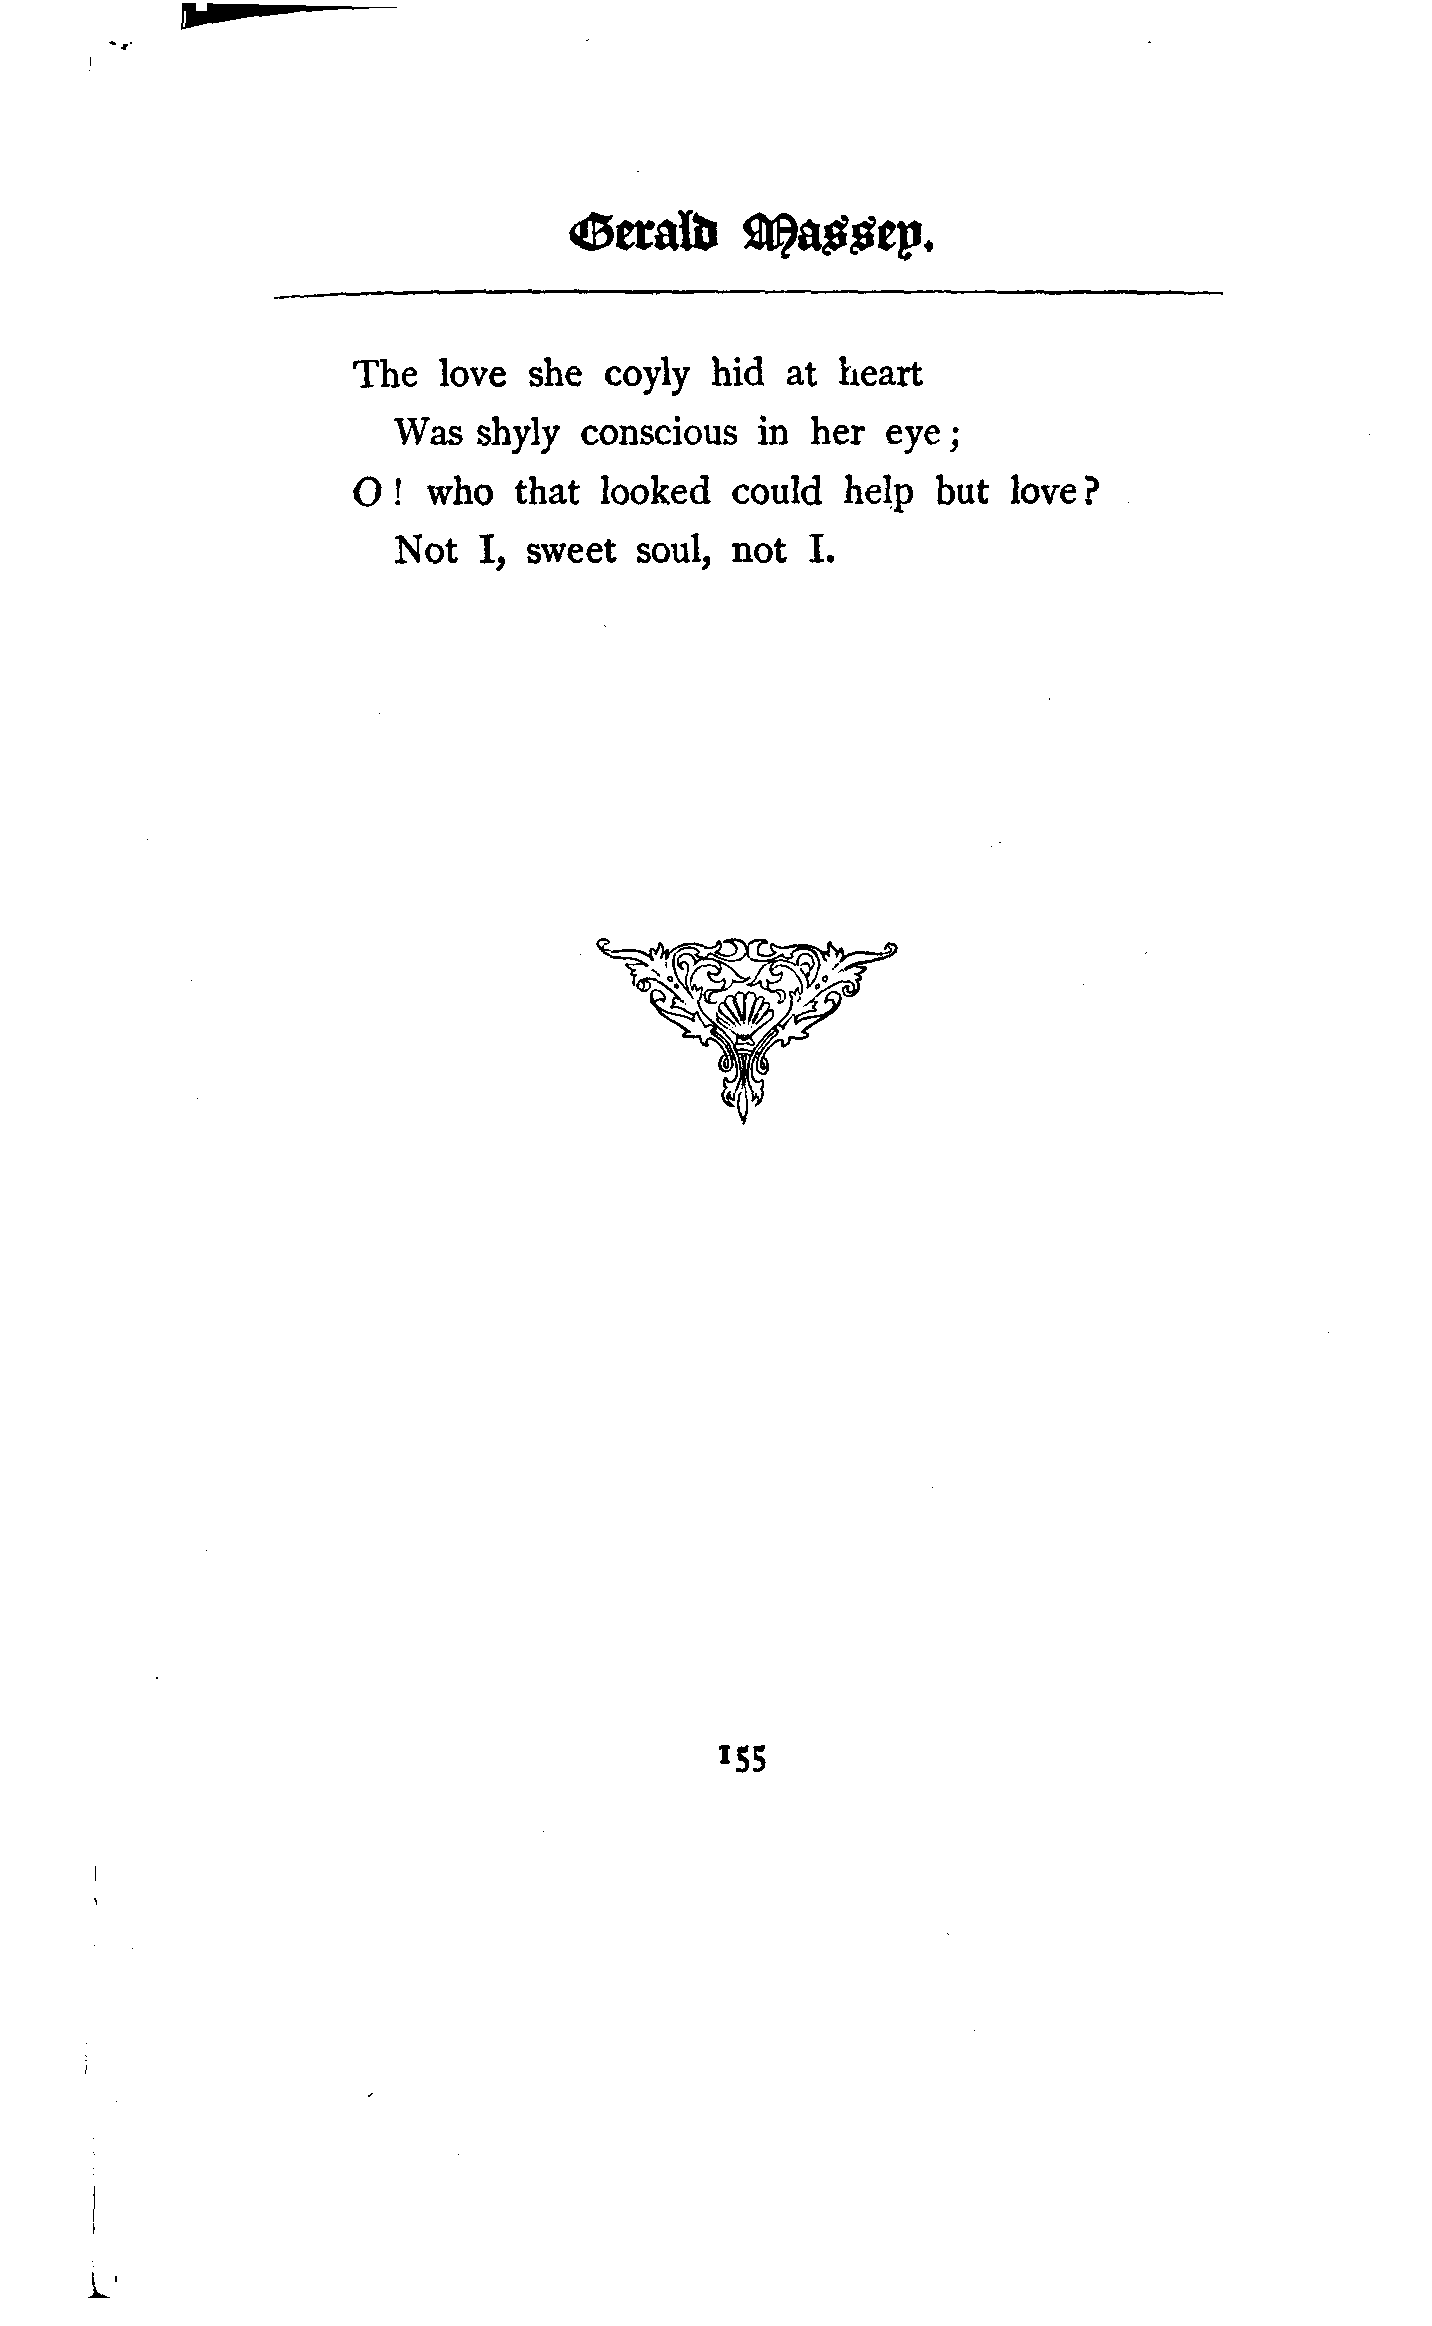 Gerald Massey.
The love she coyly hid at heart
Was shyly conscious in her eye;
O! who that looked could help but love?
Not I, sweet soul, not I.
155